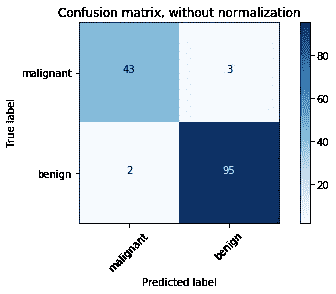 Confusion matrix, without normalization
True label
malignant
43
3
80
60
benign
2
95
40
20
malignant
benign
Predicted label